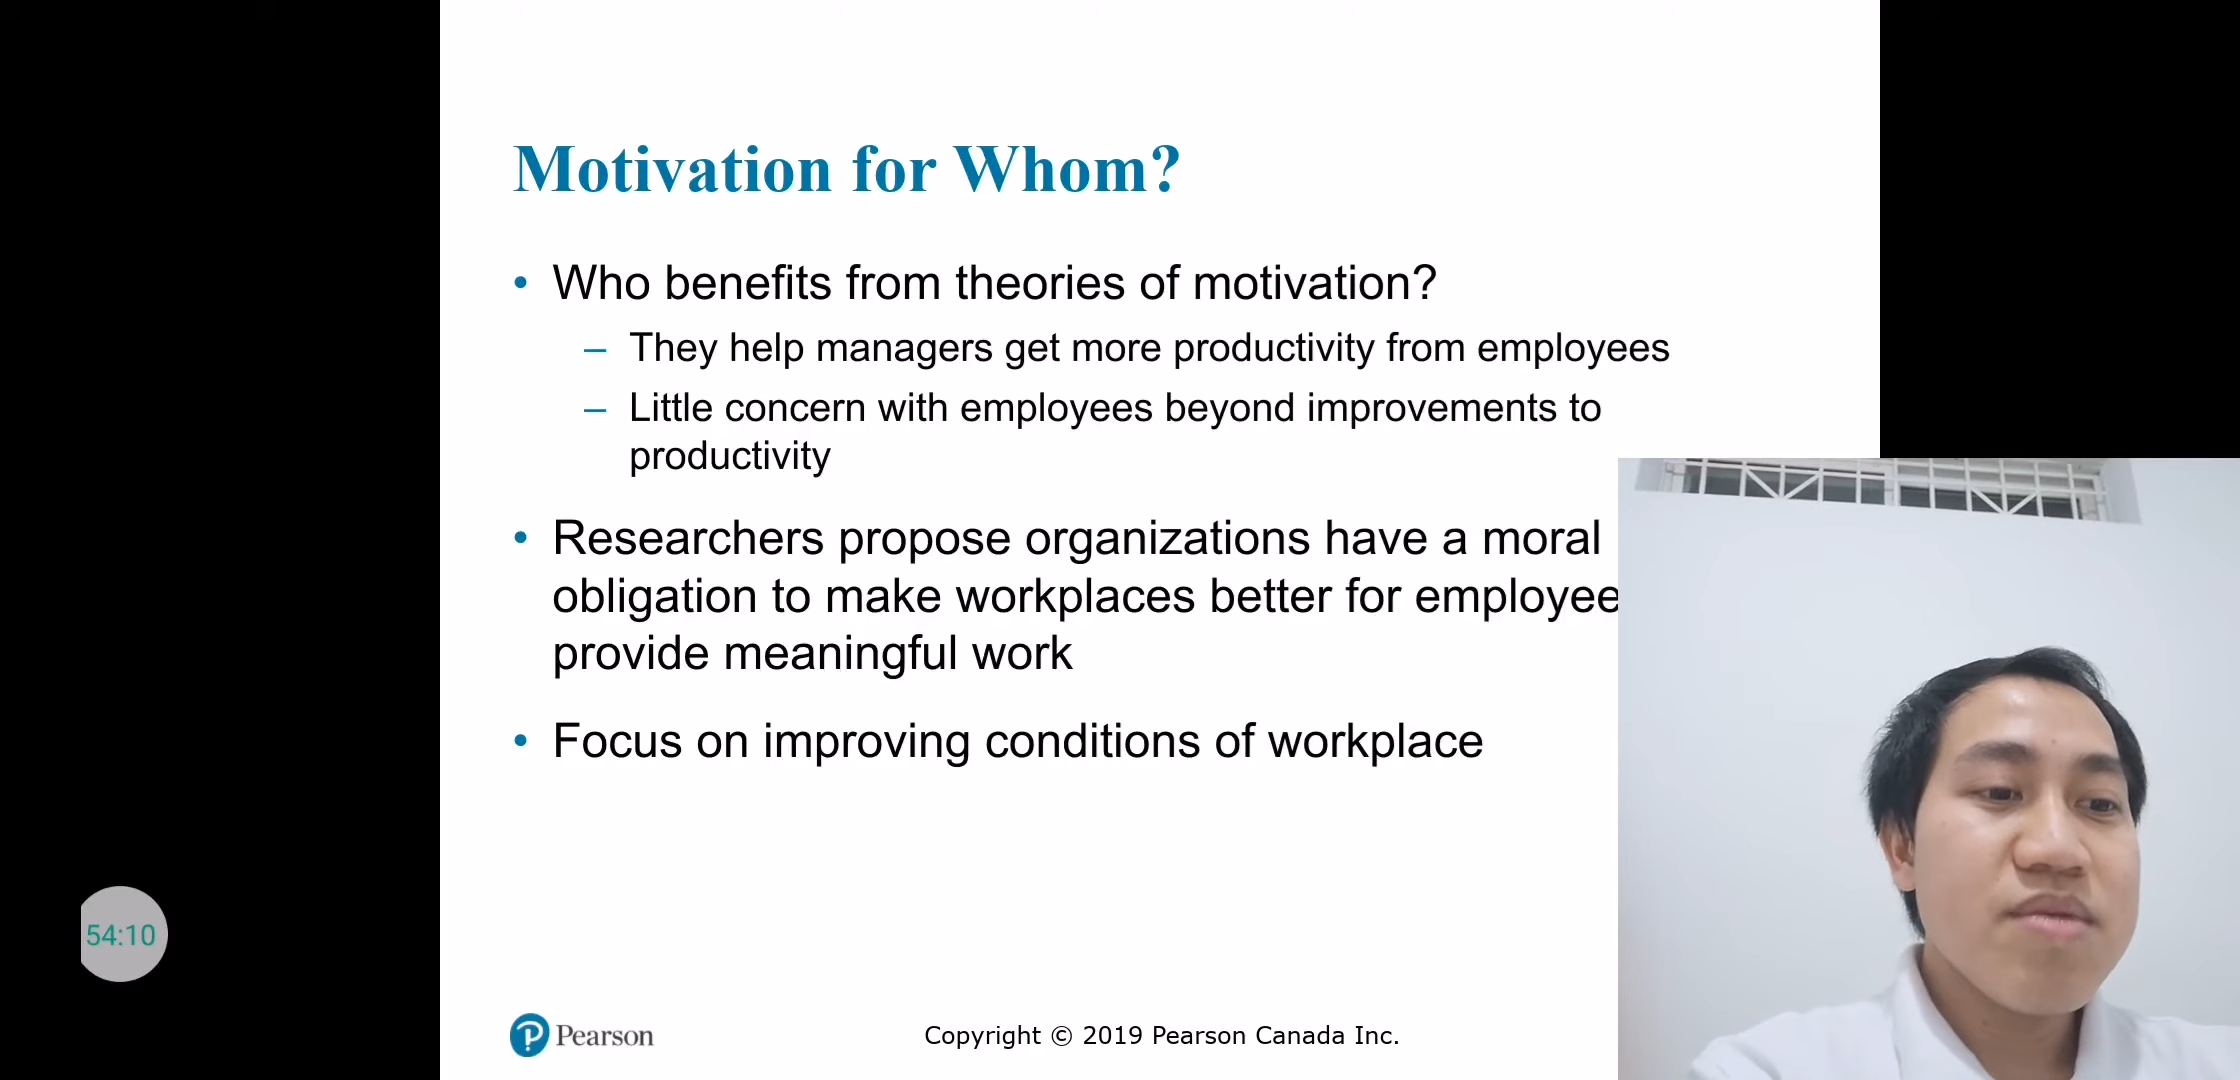 Motivation for Whom?
• Who benefits from theories of motivation?
– They help managers get more productivity from employees
– Little concern with employees beyond improvements to
productivity
• Researchers propose organizations have a moral
obligation to make workplaces better for employee
provide meaningful work
• Focus on improving conditions of workplace
54:10
Pearson
Copyright © 2019 Pearson Canada Inc.